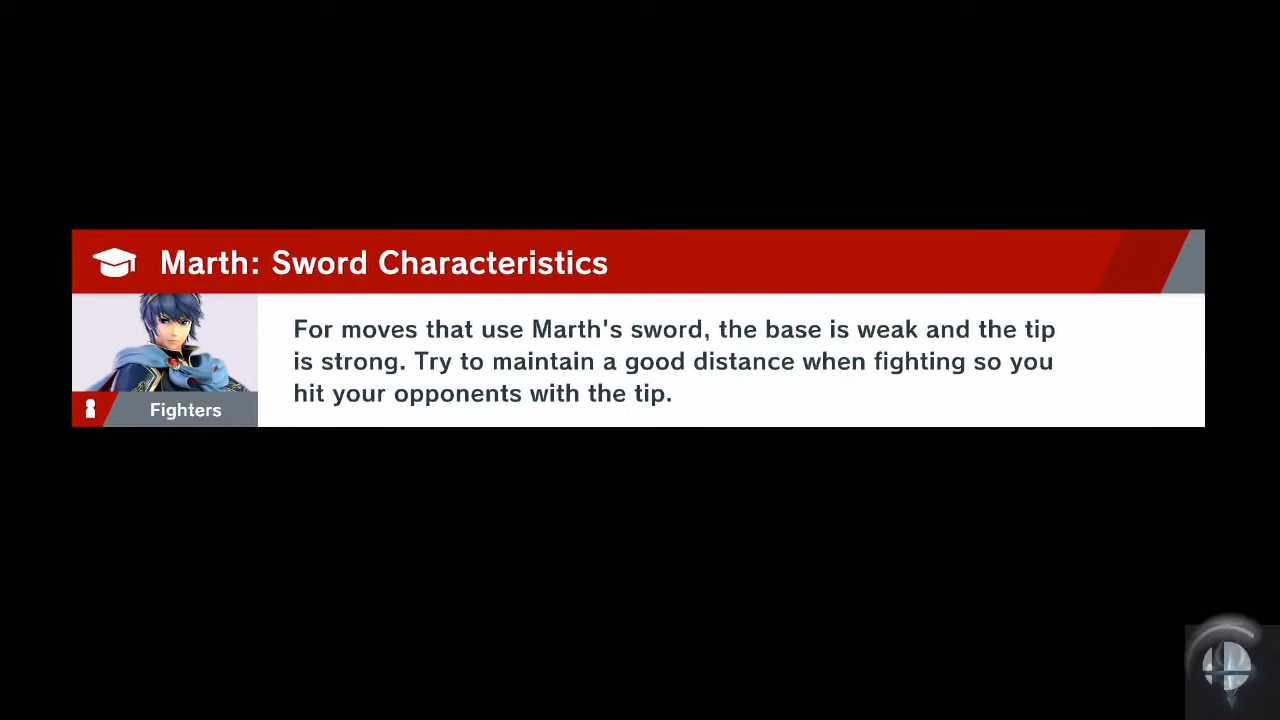 Marth: Sword Characteristics
For moves that use Marth's sword, the base is weak and the tip
is strong. Try to maintain a good distance when fighting so you
hit your opponents with the tip.
Fighters